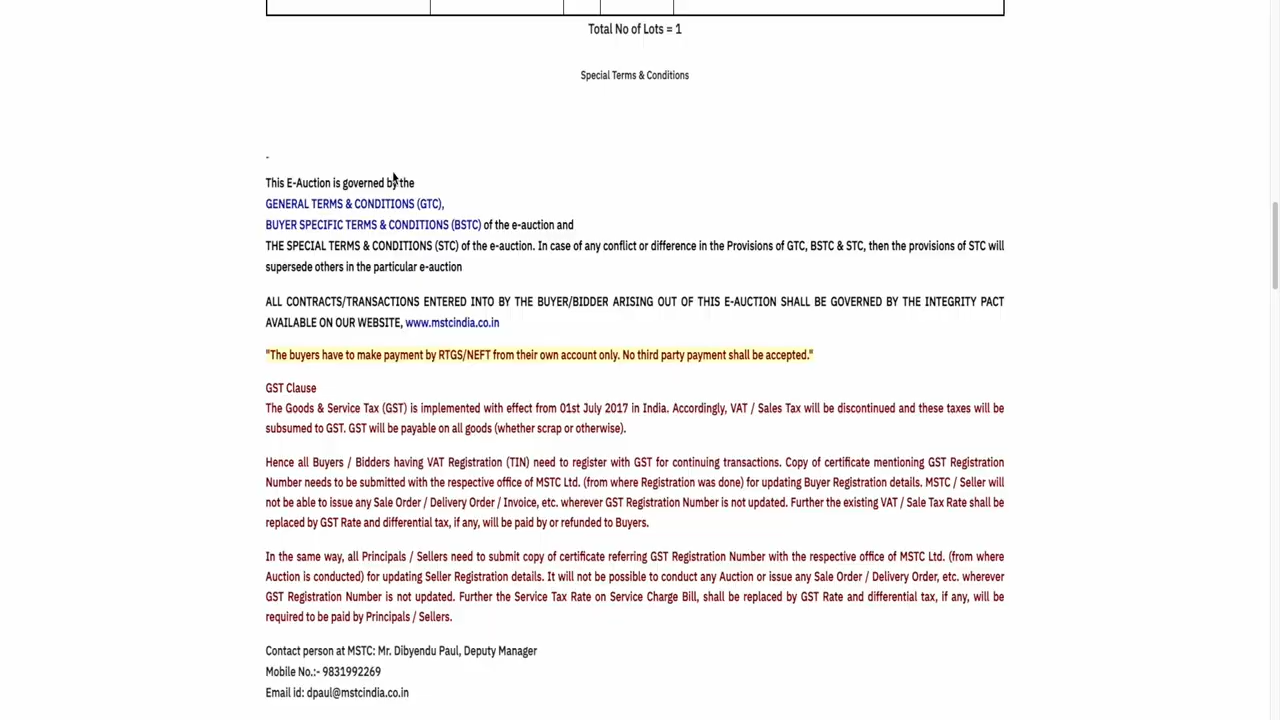 Total No of Lots = 1
Special Terms & Conditions
-
This E-Auction is governed by the
GENERAL TERMS & CONDITIONS (GTC),
BUYER SPECIFIC TERMS & CONDITIONS (BSTC) of the e-auction and
THE SPECIAL TERMS & CONDITIONS (STC) of the e-auction. In case of any conflict or difference in the Provisions of GTC, BSTC & STC, then the provisions of STC will
supersede others in the particular e-auction
ALL CONTRACTS/TRANSACTIONS ENTERED INTO BY THE BUYER/BIDDER ARISING OUT OF THIS E-AUCTION SHALL BE GOVERNED BY THE INTEGRITY PACT
AVAILABLE ON OUR WEBSITE, www.mstcindia.co.in
"The buyers have to make payment by RTGS/NEFT from their own account only. No third party payment shall be accepted."
GST Clause
The Goods & Service Tax (GST) is implemented with effect from 01st July 2017 in India. Accordingly, VAT / Sales Tax will be discontinued and these taxes will be
subsumed to GST. GST will be payable on all goods (whether scrap or otherwise).
Hence all Buyers / Bidders having VAT Registration (TIN) need to register with GST for continuing transactions. Copy of certificate mentioning GST Registration
Number needs to be submitted with the respective office of MSTC Ltd. (from where Registration was done) for updating Buyer Registration details. MSTC / Seller will
not be able to issue any Sale Order / Delivery Order / Invoice, etc. wherever GST Registration Number is not updated. Further the existing VAT / Sale Tax Rate shall be
replaced by GST Rate and differential tax, if any, will be paid by or refunded to Buyers.
In the same way, all Principals / Sellers need to submit copy of certificate referring GST Registration Number with the respective office of MSTC Ltd. (from where
Auction is conducted) for updating Seller Registration details. It will not be possible to conduct any Auction or issue any Sale Order / Delivery Order, etc. wherever
GST Registration Number is not updated. Further the Service Tax Rate on Service Charge Bill, shall be replaced by GST Rate and differential tax, if any, will be
required to be paid by Principals / Sellers.
Contact person at MSTC: Mr. Dibyendu Paul, Deputy Manager
Mobile No.:- 9831992269
Email id: dpaul@mstcindia.co.in